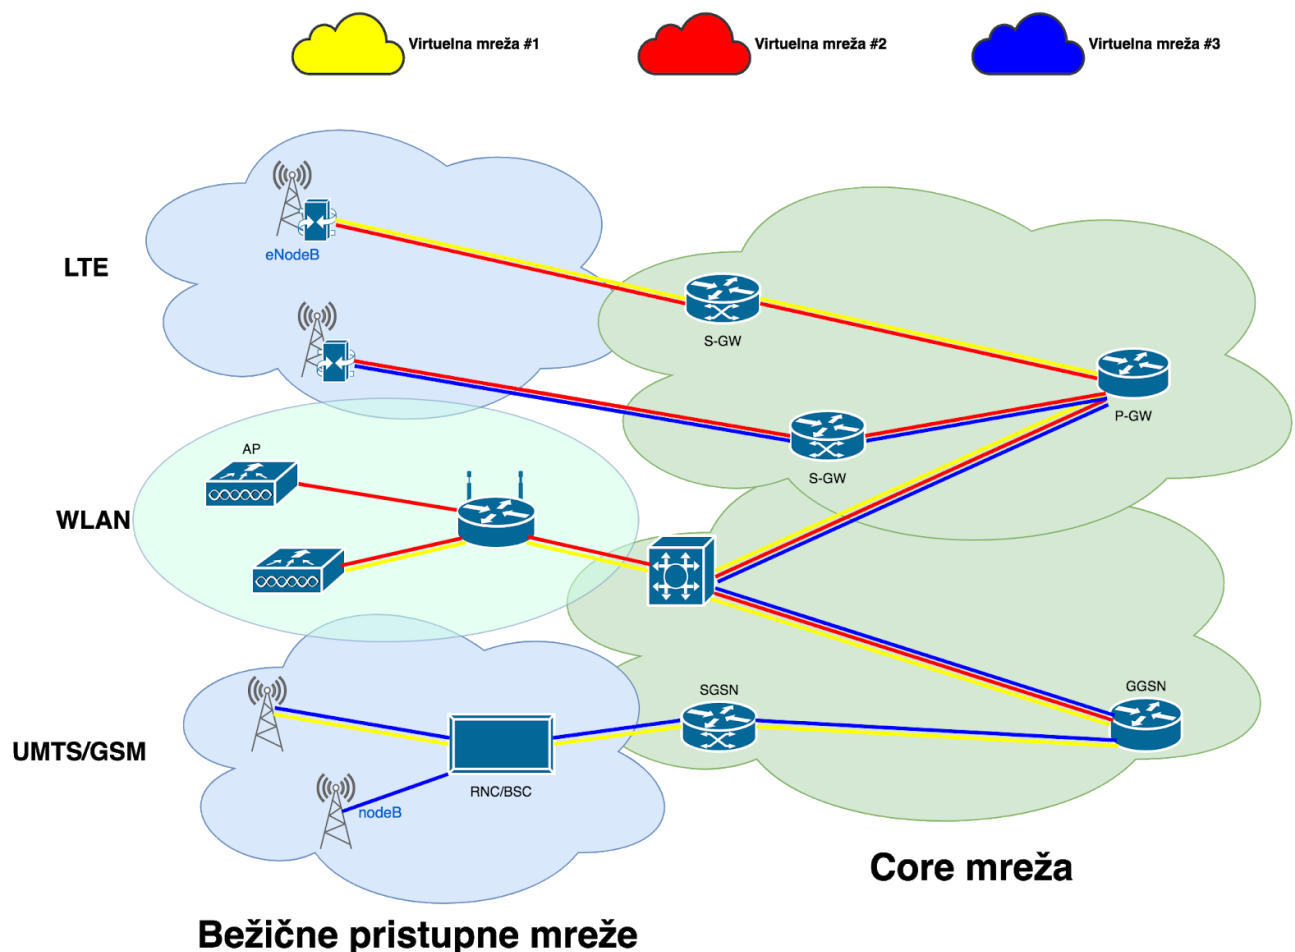 Virtuelna mreža #1
Virtuelna mreža #2
Virtuelna mreža #3
LTE
eNodeB
S-GW
P-GW
S-GW
AP
WLAN
UMTS/GSM
nodeB
RNC/BSC
SGSN
GGSN
Core mreža
Bežične pristupne mreže